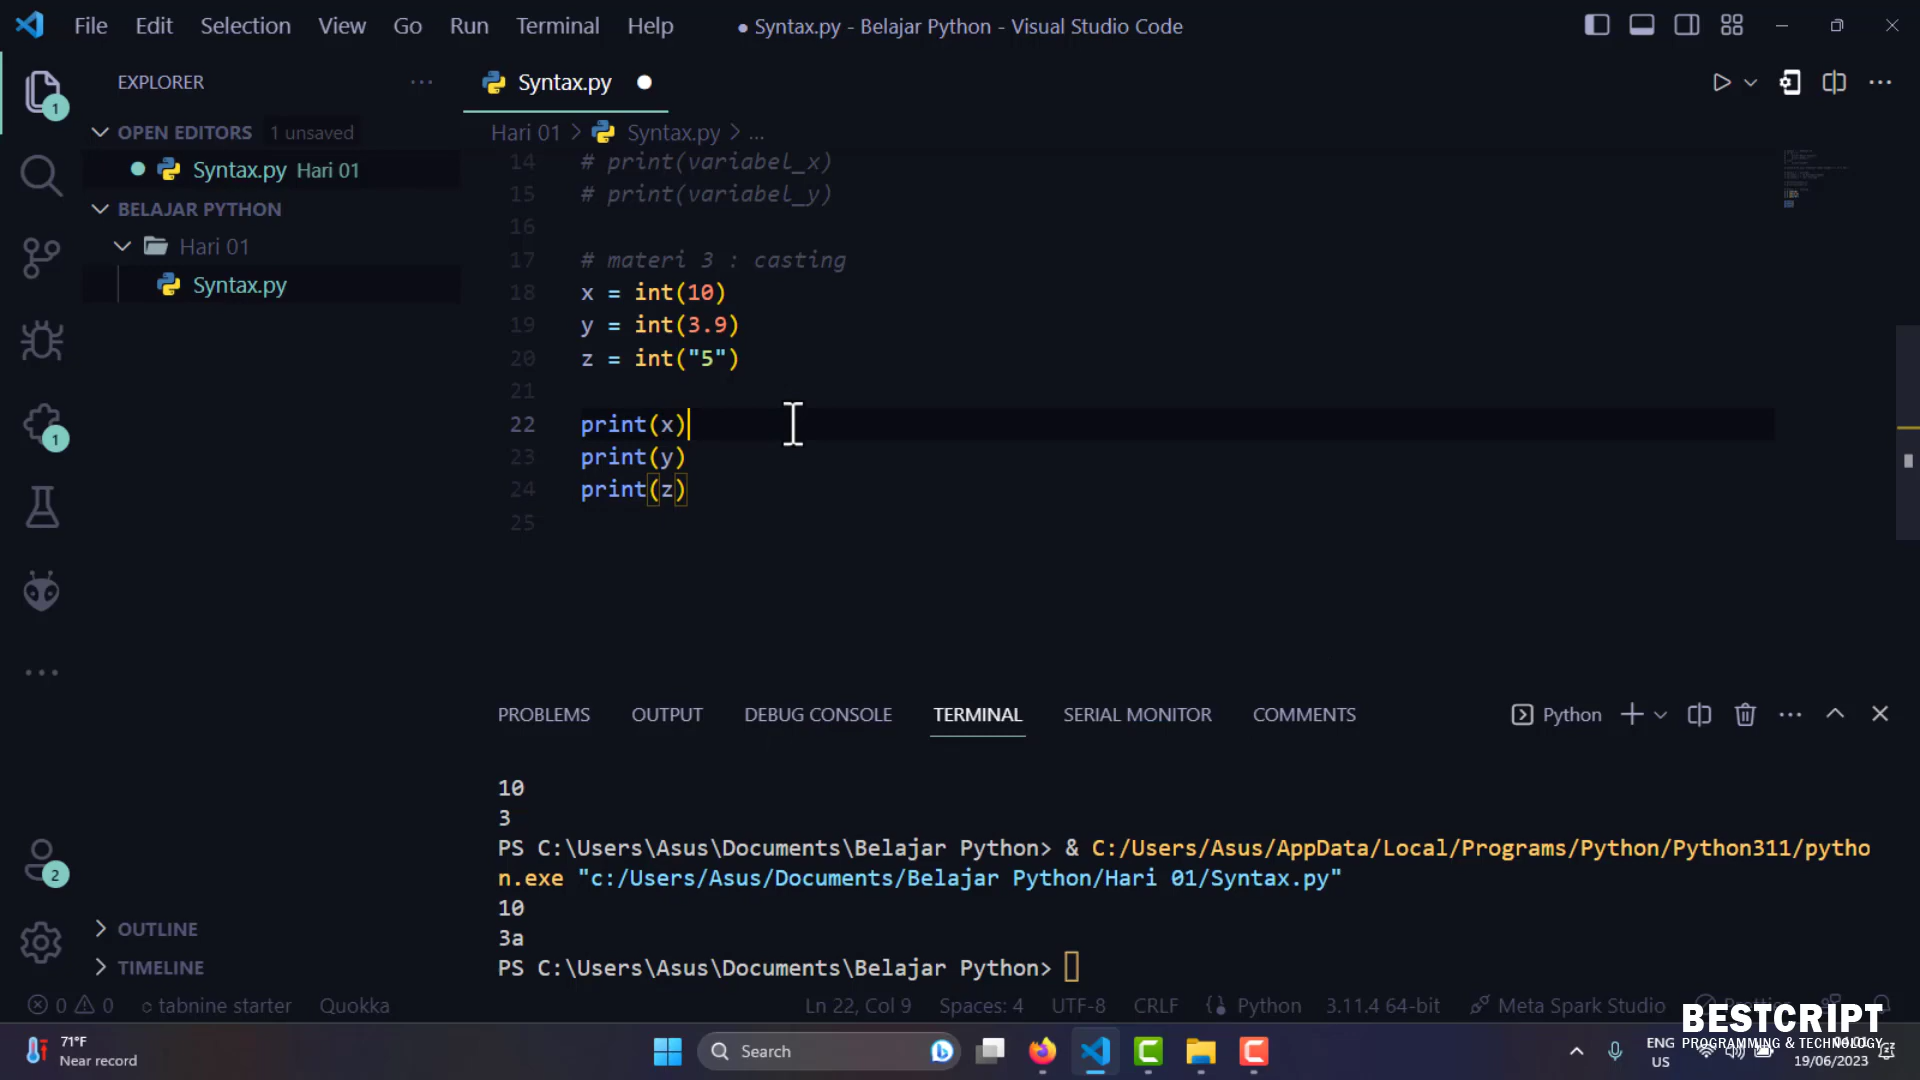 File Edit Selection View Go Run Terminal Help
● Syntax.py - Belajar Python - Visual Studio Code
EXPLORER
Syntax.py
OPEN EDITORS 1 unsaved
Syntax.py Hari 01
BELAJAR PYTHON
Hari 01
Syntax.py
Hari 01 > Syntax.py > ...
14 # print(variabel_x)
15 # print(variabel_y)
16
17 # materi 3 : casting
18 x = int(10)
19 y = int(3.9)
20 z = int("5")
21
22 print(x)
23 print(y)
24 print(z)
25
1
1
2
OUTLINE
TIMELINE
PROBLEMS OUTPUT DEBUG CONSOLE TERMINAL SERIAL MONITOR COMMENTS
Python
10
3
PS C:\Users\Asus\Documents\Belajar Python> & C:/Users/Asus/AppData/Local/Programs/Python/Python311/pytho
n.exe "c:/Users/Asus/Documents/Belajar Python/Hari 01/Syntax.py"
10
3a
PS C:\Users\Asus\Documents\Belajar Python>
0 0 tabnine starter Quokka
Ln 22, Col 9 Spaces: 4 UTF-8 CRLF Python 3.11.4 64-bit Meta Spark Studio
BESTCRIPT
PROGRAMMING & TECHNOLOGY
71°F
Near record
Search
ENG
US
19/06/2023